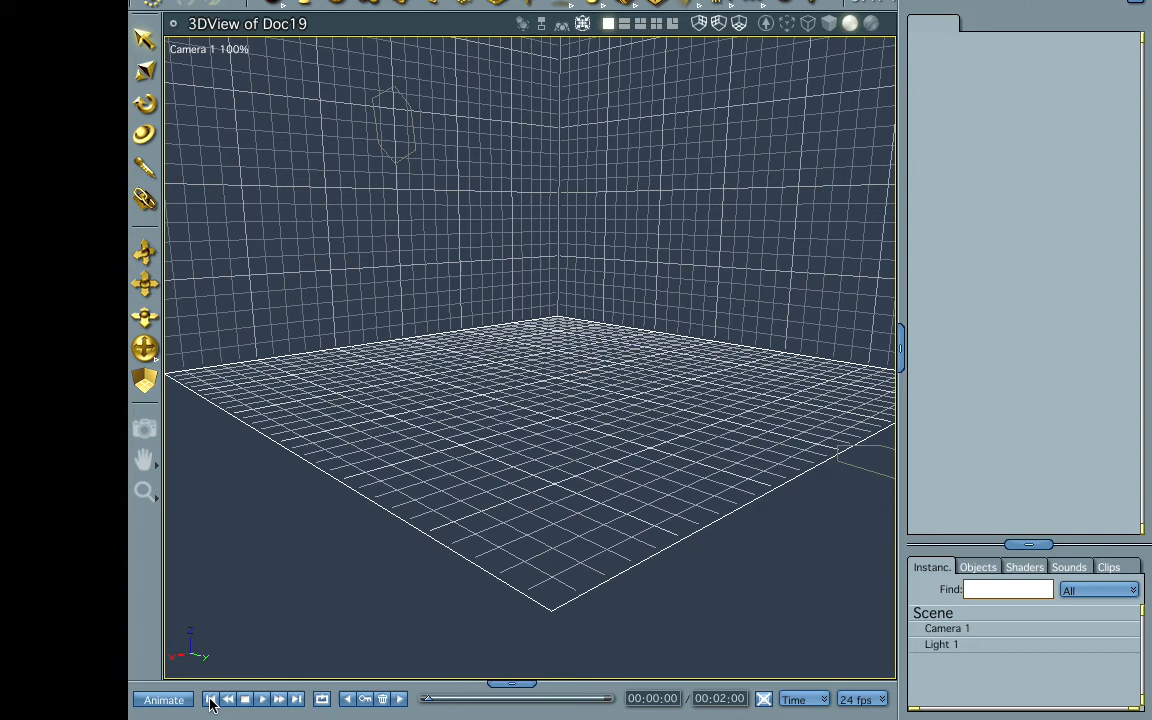 3DView of Doc19
Camera 1 100%
Z
X
Y
Instanc.
Objects
Shaders
Sounds
Clips
Find:
All
Scene
Camera 1
Light 1
Animate
00:00:00 / 00:02:00
Time
24 fps